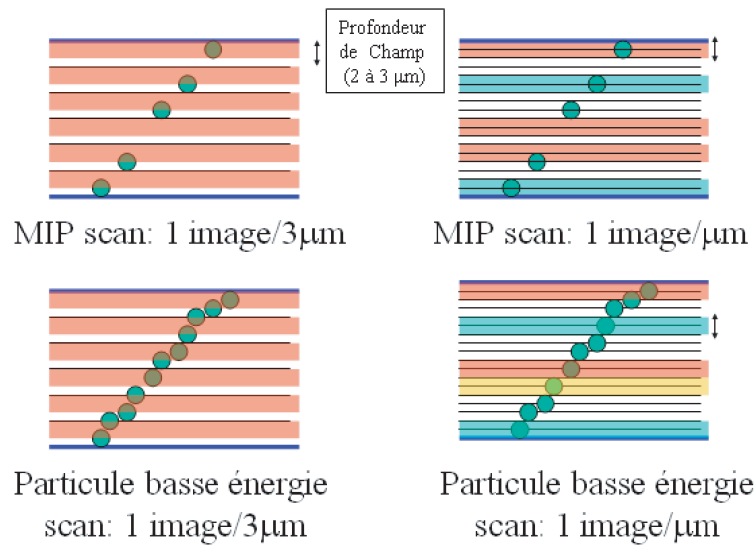 Profondeur
de Champ
(2 à 3 μm)
MIP scan: 1 image/3μm
MIP scan: 1 image/μm
Particule basse énergie
scan: 1 image/3μm
Particule basse énergie
scan: 1 image/μm